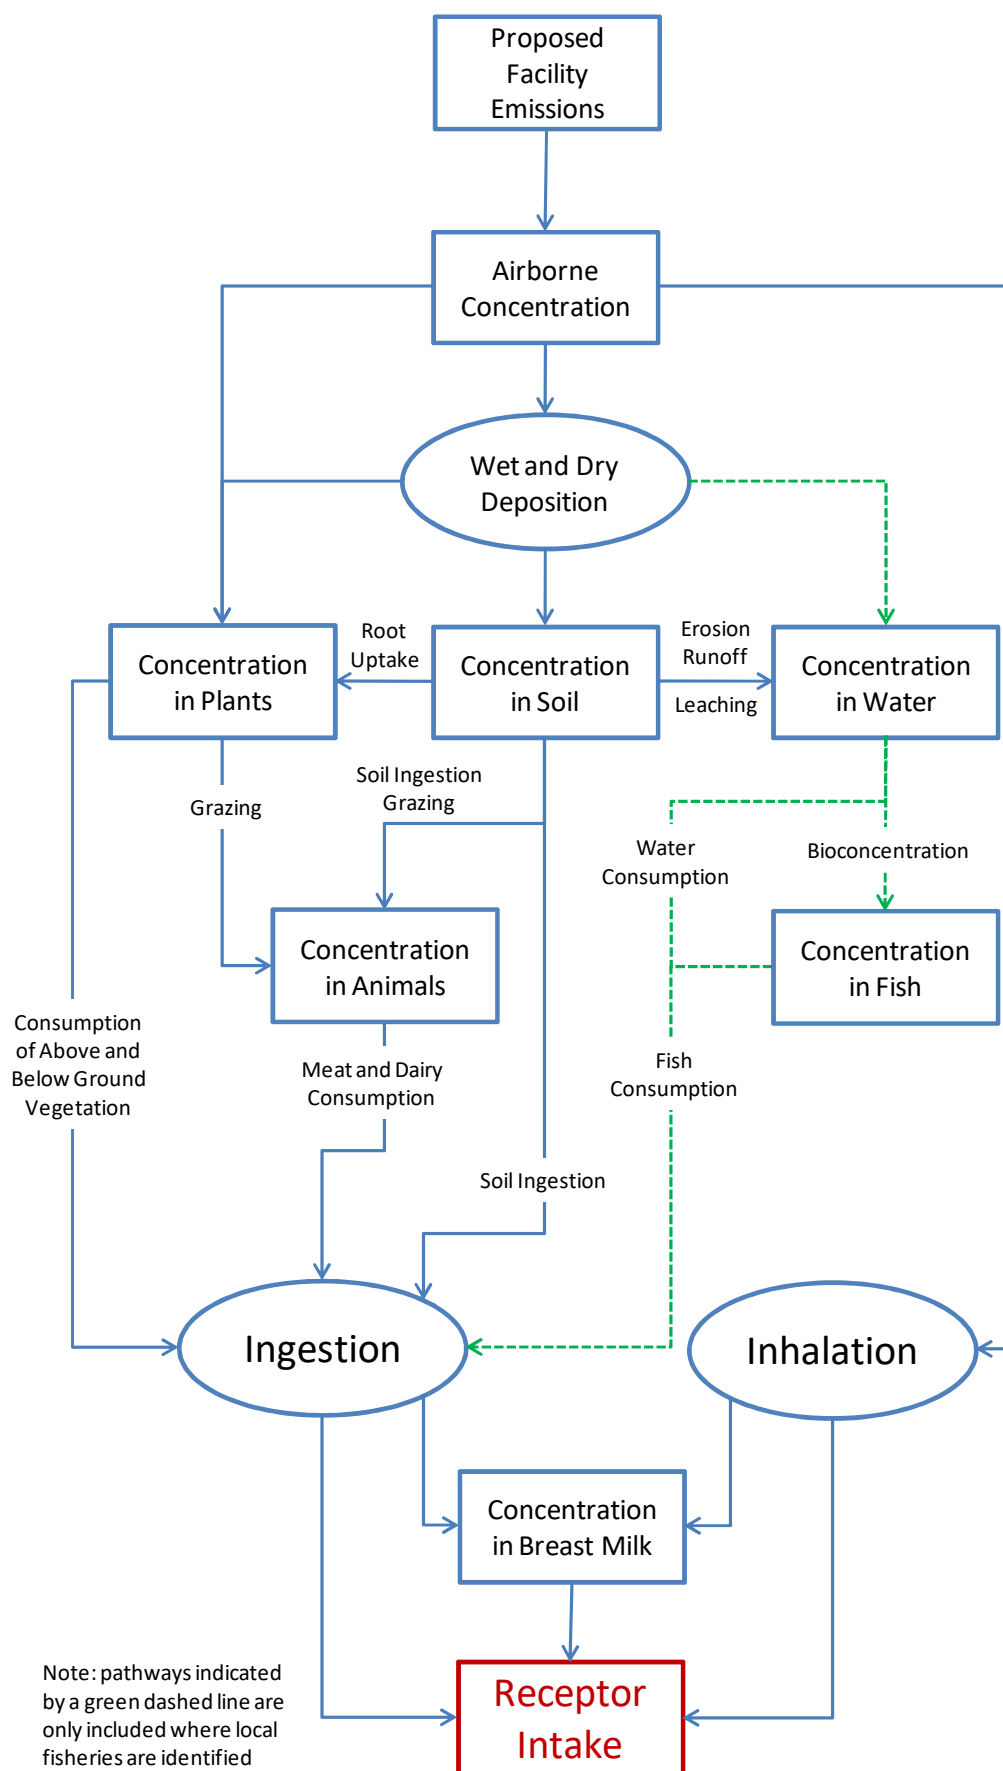 Proposed
Facility
Emissions
Airborne
Concentration
Wet and Dry
Deposition
Root
Uptake
Erosion
Runoff
Leaching
Concentration
in Plants
Concentration
in Soil
Concentration
in Water
Grazing
Soil Ingestion
Grazing
Water
Consumption
Bioconcentration
Concentration
in Animals
Concentration
in Fish
Consumption
of Above and
Below Ground
Vegetation
Meat and Dairy
Consumption
Fish
Consumption
Soil Ingestion
Ingestion
Inhalation
Concentration
in Breast Milk
Receptor
Intake
Note: pathways indicated
by a green dashed line are
only included where local
fisheries are identified